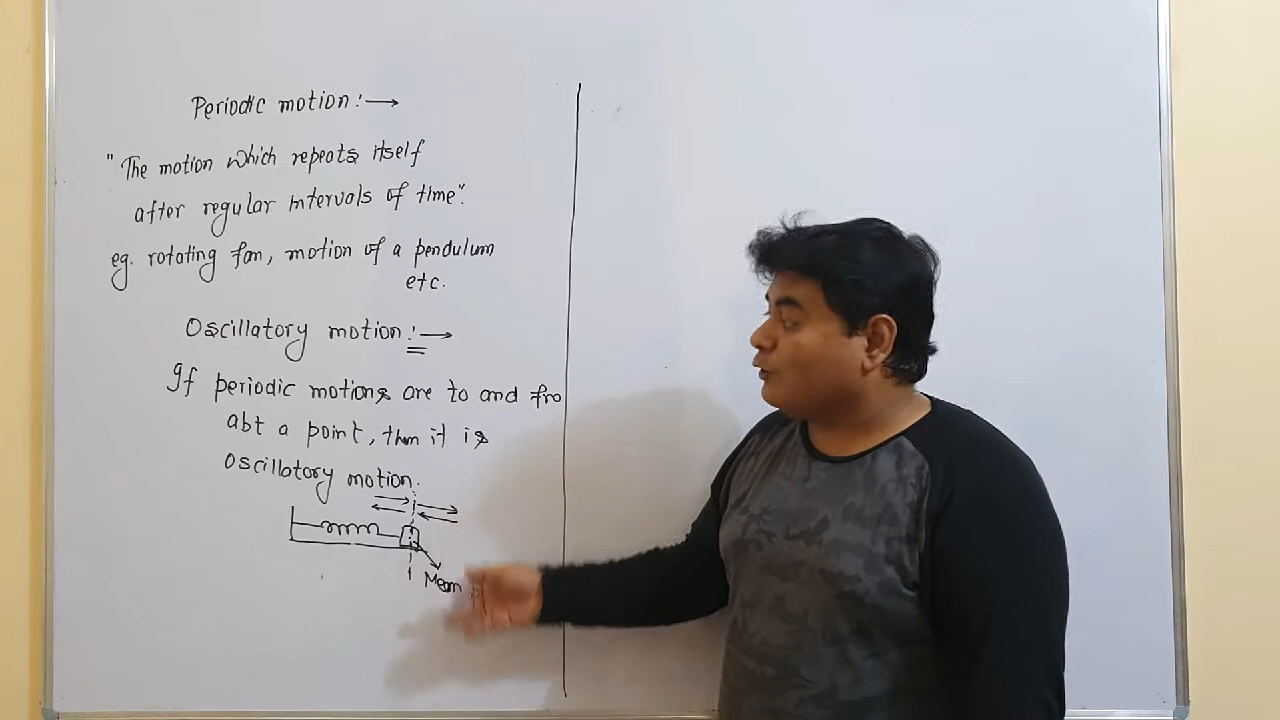 Periodic motion:→
"The motion which repeats itself
after regular intervals of time".
eg. rotating fan, motion of a pendulum
etc.
Oscillatory motion:→
If periodic motions are to and fro
abt a point, then it is
oscillatory motion.
Mean